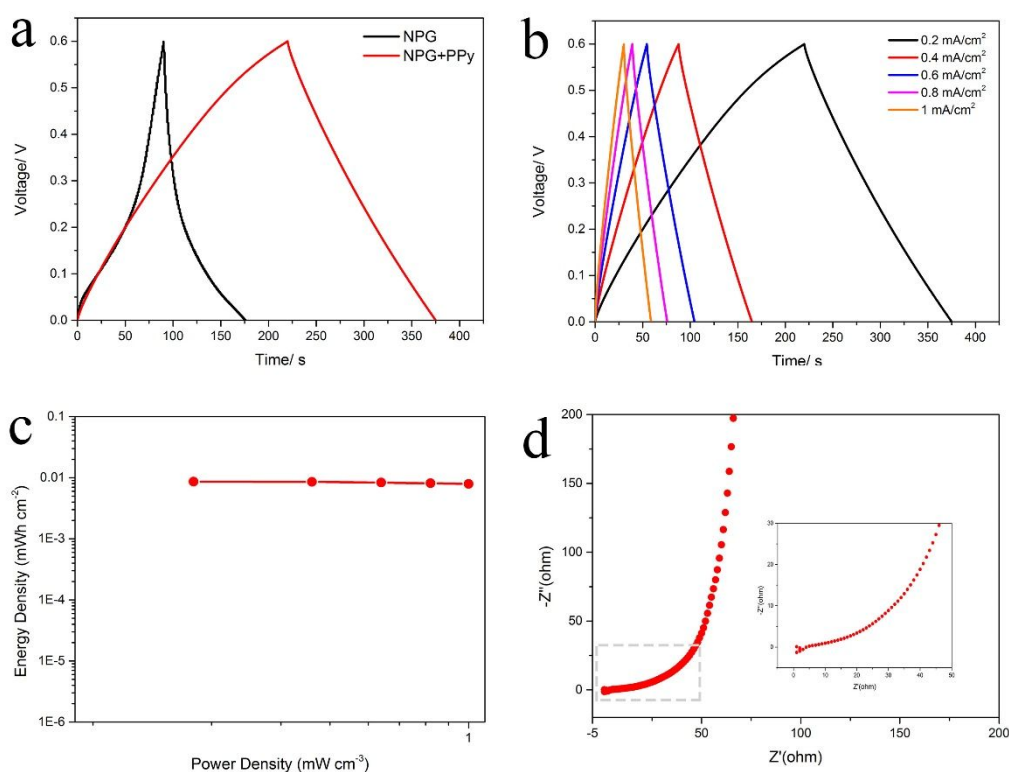 a
NPG
NPG+PPy
0.6
0.5
0.4
0.3
0.2
0.1
0.0
Voltage/ V
0 50 100 150 200 250 300 350 400
Time/ s
b
0.2 mA/cm²
0.4 mA/cm²
0.6 mA/cm²
0.8 mA/cm²
1 mA/cm²
0.6
0.5
0.4
0.3
0.2
0.1
0.0
Voltage/ V
0 50 100 150 200 250 300 350 400
Time/ s
c
0.1
0.01
1E-3
1E-4
1E-5
1E-6
Energy Density (mWh cm⁻²)
1
Power Density (mW cm⁻³)
d
200
150
100
50
0
-Z''(ohm)
-5 50 100 150 200
Z'(ohm)
30
20
10
0
-Z''(ohm)
0 10 20 30 40 50
Z'(ohm)